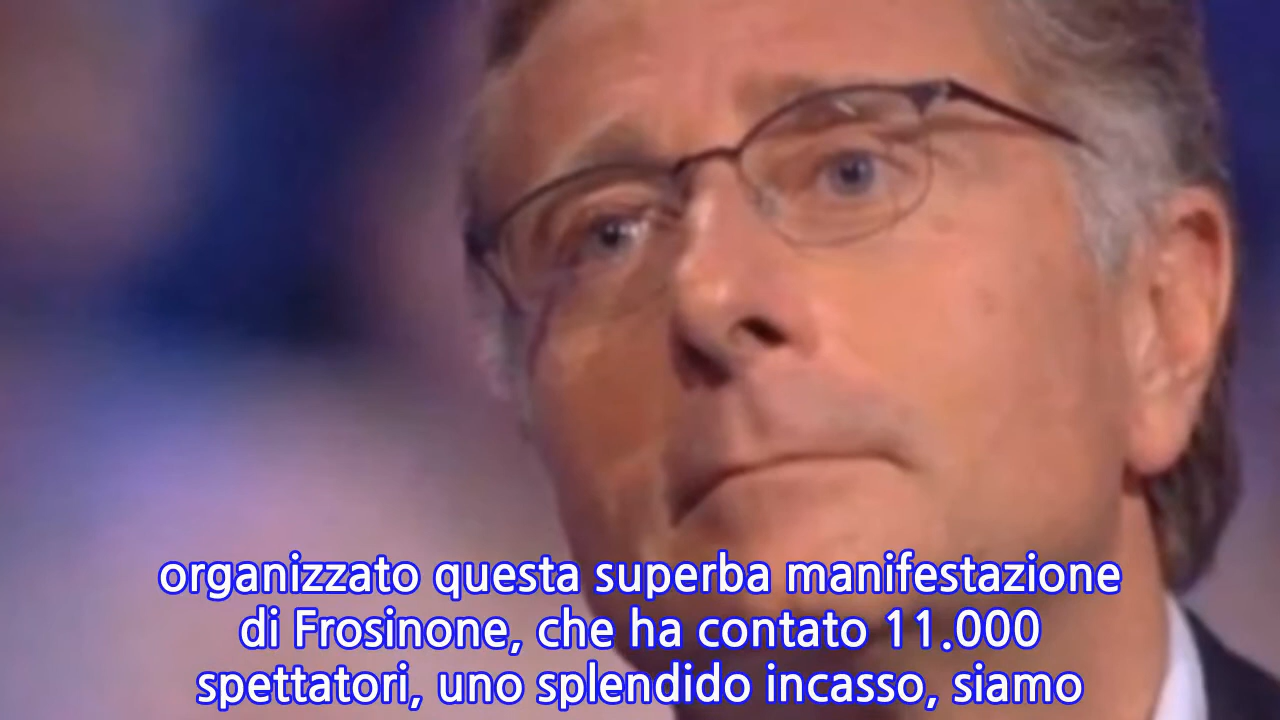 organizzato questa superba manifestazione
di Frosinone, che ha contato 11.000
spettatori, uno splendido incasso, siamo